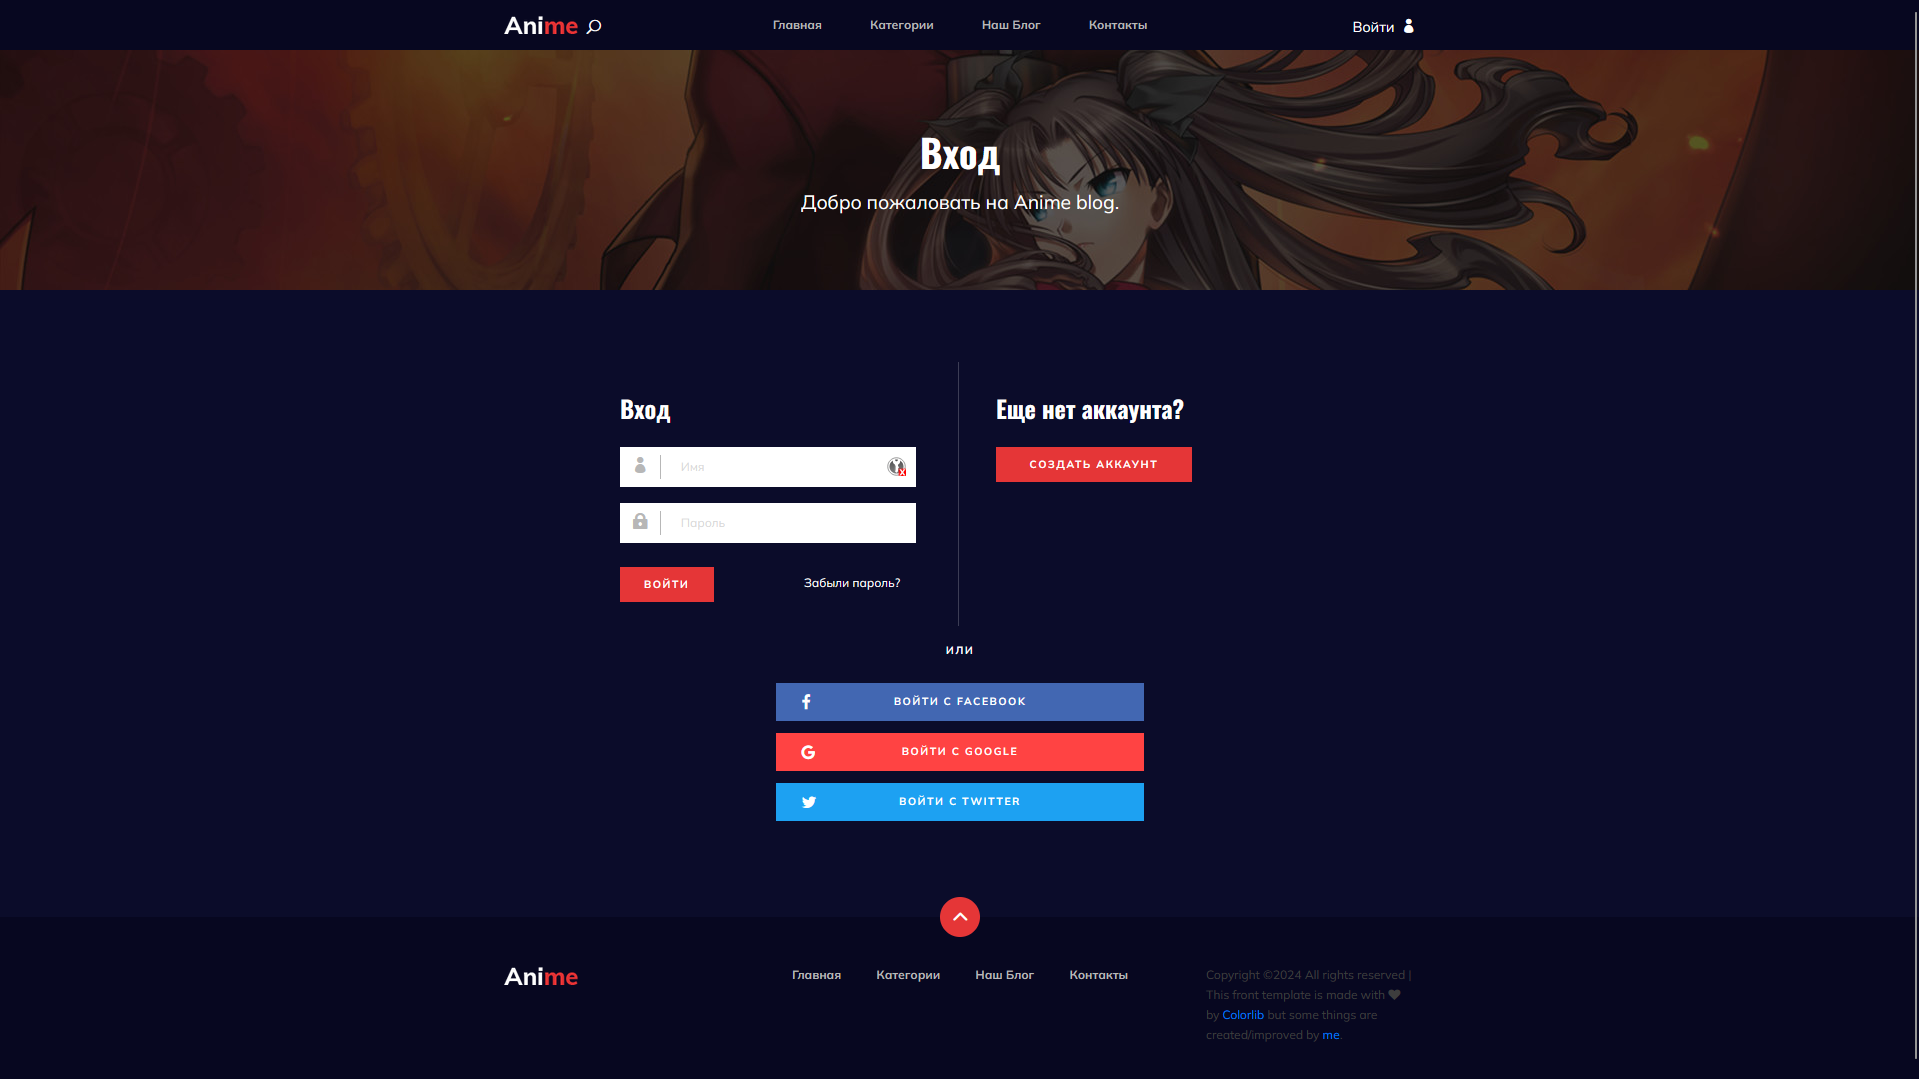 Anime
Главная
Категории
Наш Блог
Контакты
Войти
Вход
Добро пожаловать на Anime blog.
Вход
Имя
Пароль
ВОЙТИ
Забыли пароль?
Еще нет аккаунта?
СОЗДАТЬ АККАУНТ
ИЛИ
ВОЙТИ С FACEBOOK
ВОЙТИ С GOOGLE
ВОЙТИ С TWITTER
Anime
Главная
Категории
Наш Блог
Контакты
Copyright ©2024 All rights reserved |
This front template is made with
by Colorlib but some things are
created/improved by me.